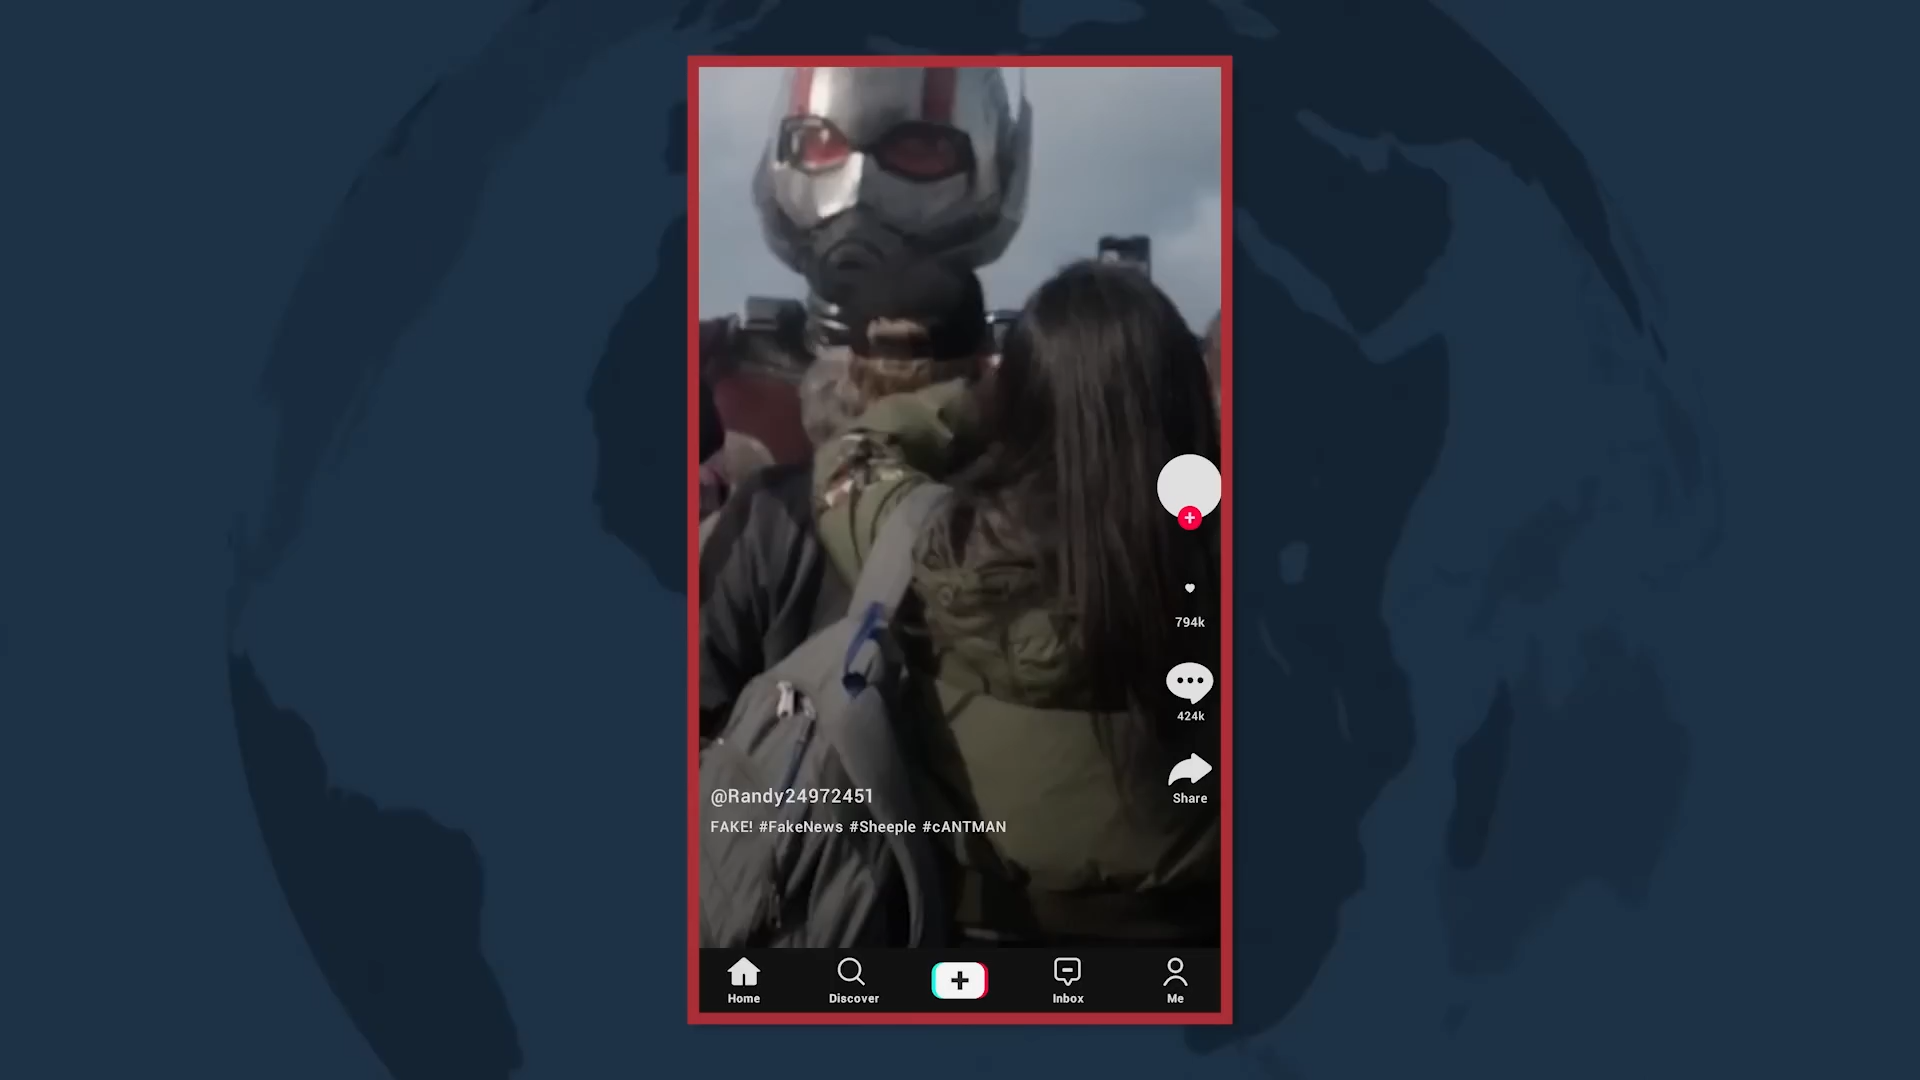 794k
424k
Share
@Randy24972451
FAKE! #FakeNews #Sheeple #cANTMAN
Home
Discover
Inbox
Me